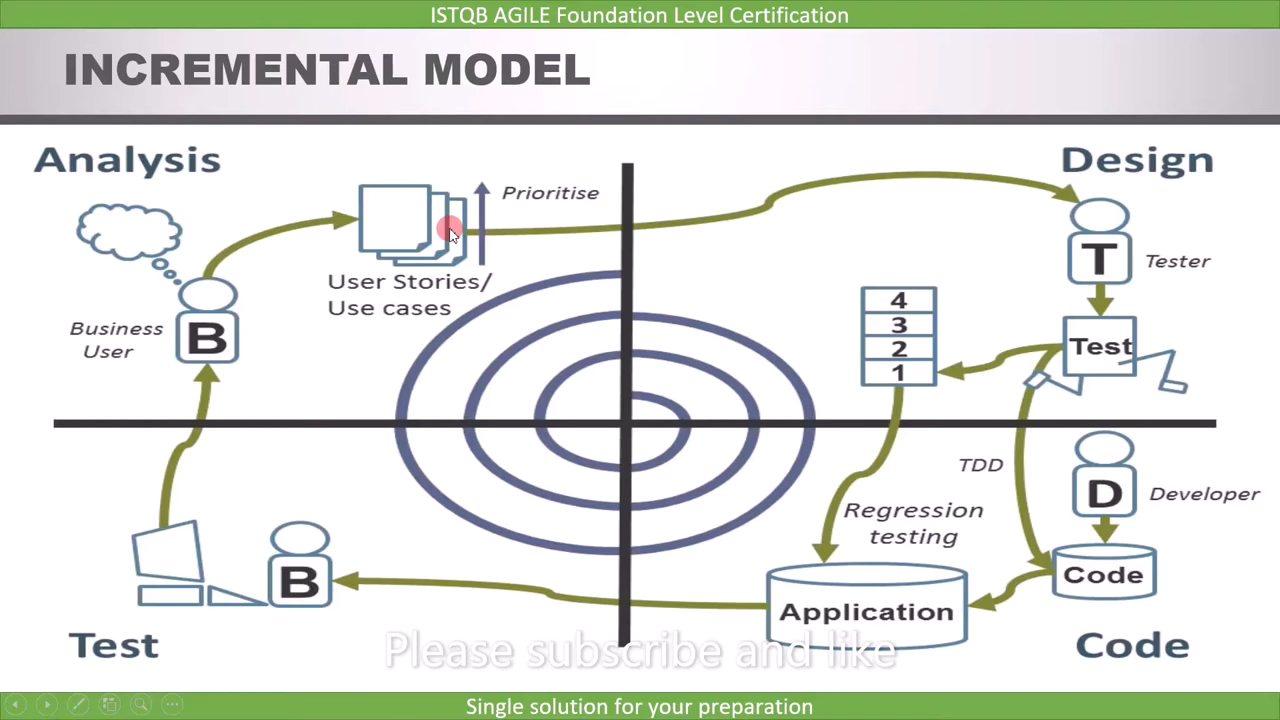 ISTQB AGILE Foundation Level Certification
INCREMENTAL MODEL
Analysis
Design
Prioritise
User Stories/
Use cases
Business
User
B
T
Tester
Test
4
3
2
1
TDD
D
Developer
Regression
testing
Code
Application
B
Test
Code
Please subscribe and like
Single solution for your preparation